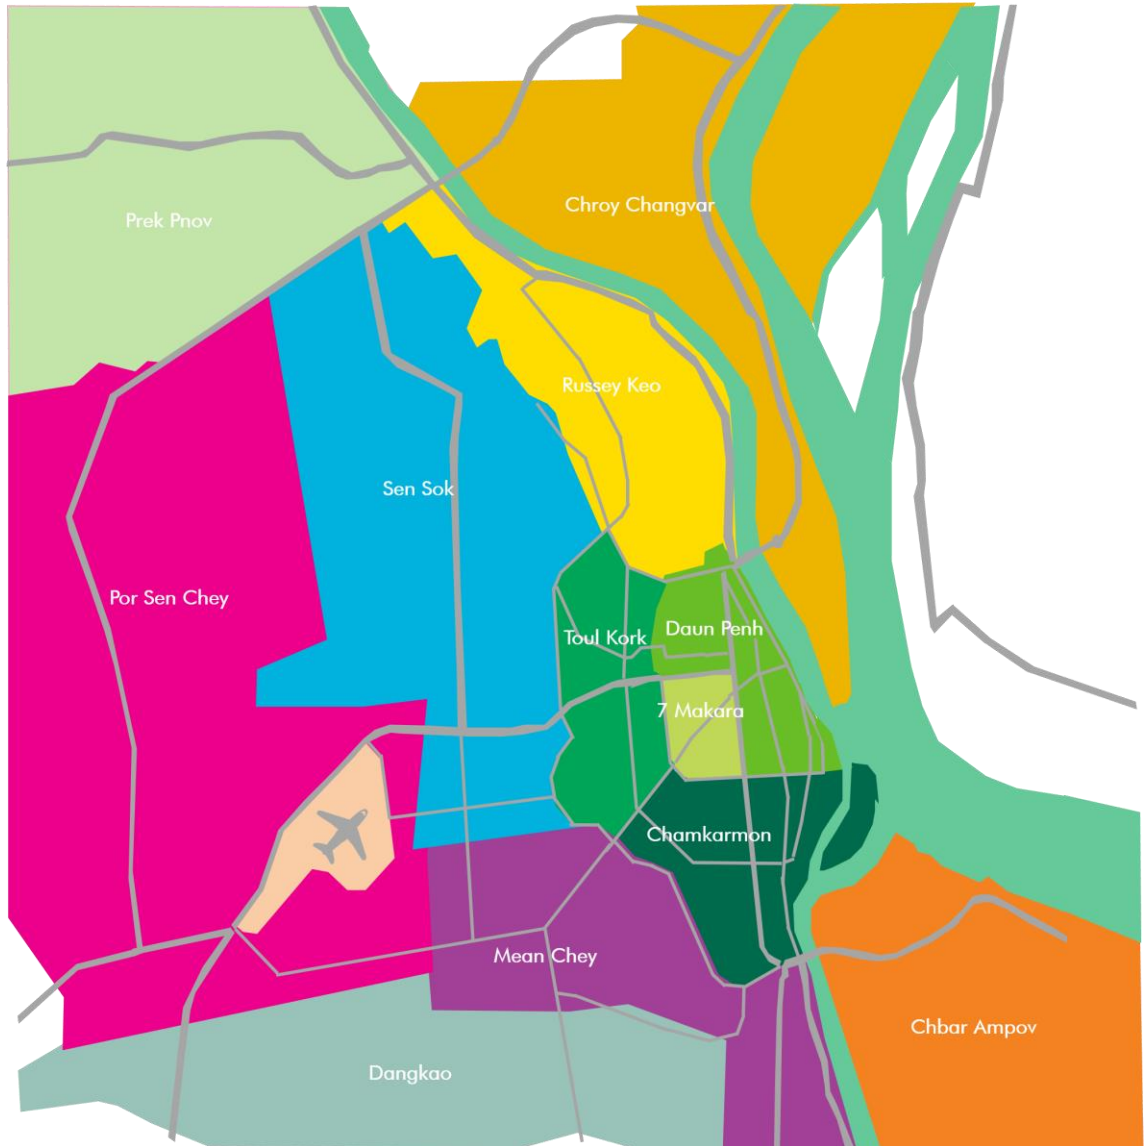 Chroy Changvar
Prek Pnov
Russey Keo
Sen Sok
Por Sen Chey
Toul Kork
Daun Penh
7 Makara
Chamkarmon
Mean Chey
Chbar Ampov
Dangkao